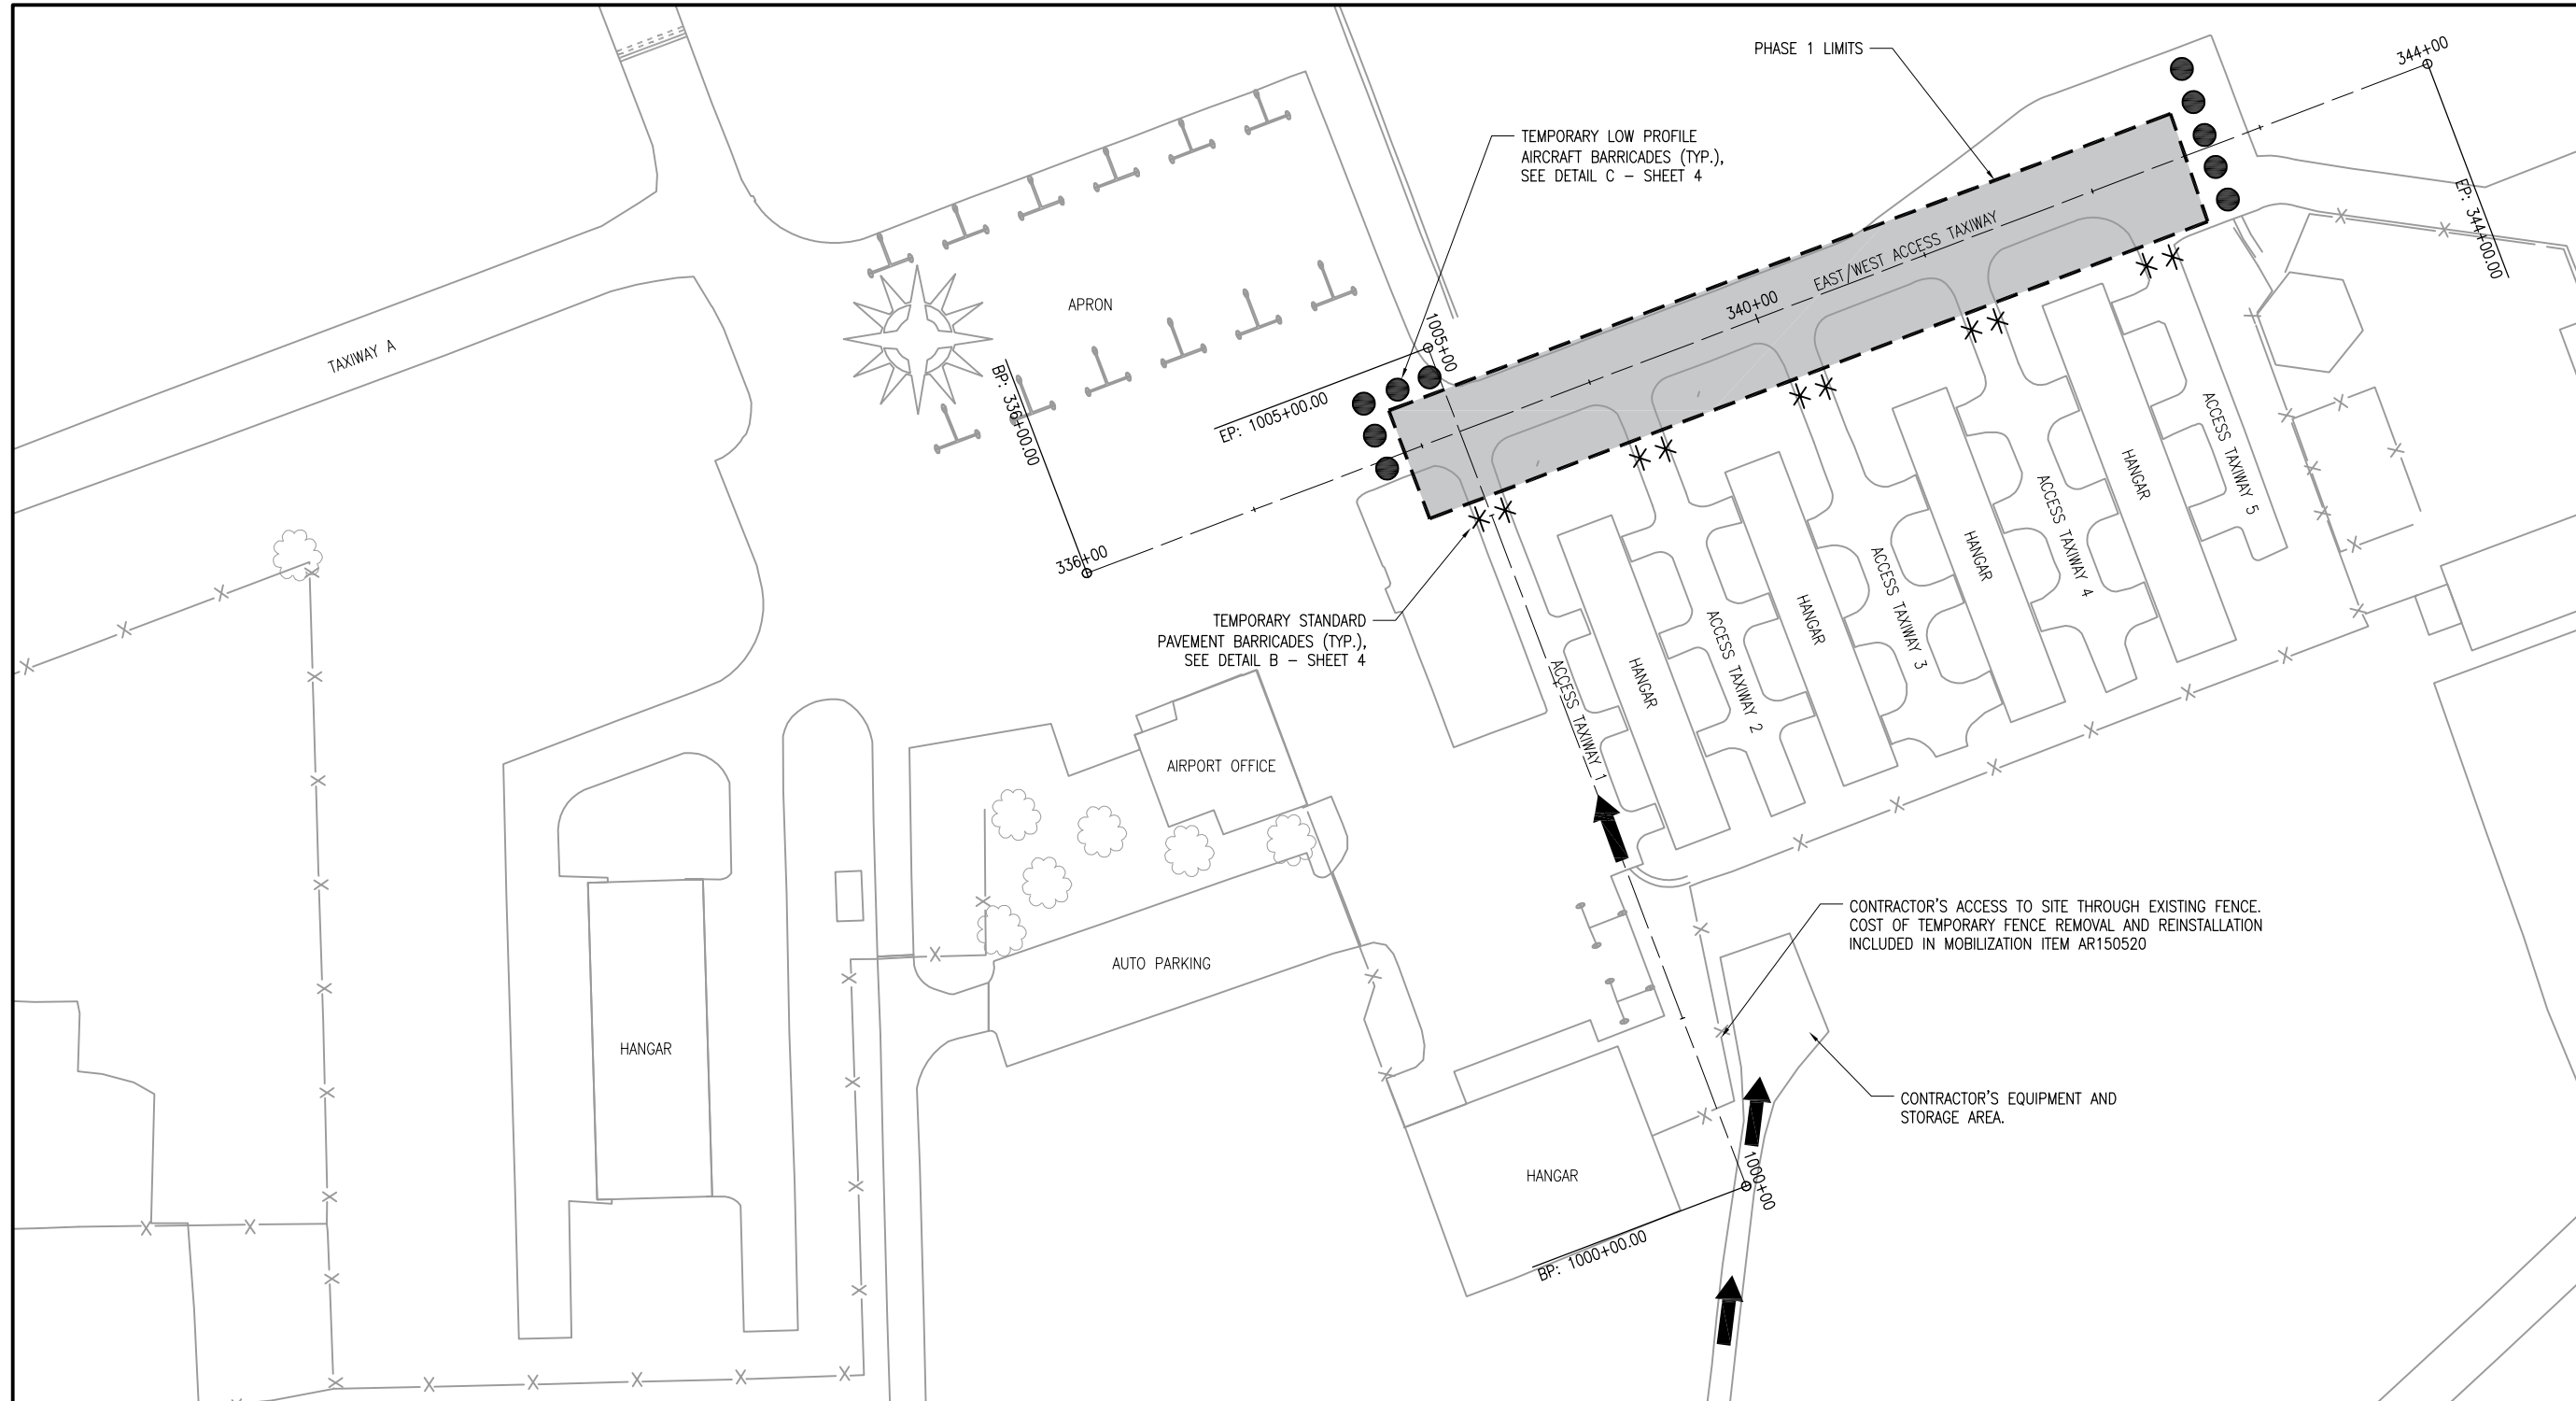 PHASE 1 LIMITS
344+00
EP: 344+00.00
TEMPORARY LOW PROFILE
AIRCRAFT BARRICADES (TYP.),
SEE DETAIL C – SHEET 4
EAST/WEST ACCESS TAXIWAY
340+00
APRON
TAXIWAY A
1005+00
EP: 1005+00.00
BP: 336+00.00
336+00
TEMPORARY STANDARD
PAVEMENT BARRICADES (TYP.),
SEE DETAIL B – SHEET 4
ACCESS TAXIWAY 1
HANGAR
ACCESS TAXIWAY 2
HANGAR
ACCESS TAXIWAY 3
HANGAR
ACCESS TAXIWAY 4
HANGAR
ACCESS TAXIWAY 5
AIRPORT OFFICE
AUTO PARKING
HANGAR
CONTRACTOR'S ACCESS TO SITE THROUGH EXISTING FENCE.
COST OF TEMPORARY FENCE REMOVAL AND REINSTALLATION
INCLUDED IN MOBILIZATION ITEM AR150520
CONTRACTOR'S EQUIPMENT AND
STORAGE AREA.
HANGAR
1000+00
BP: 1000+00.00